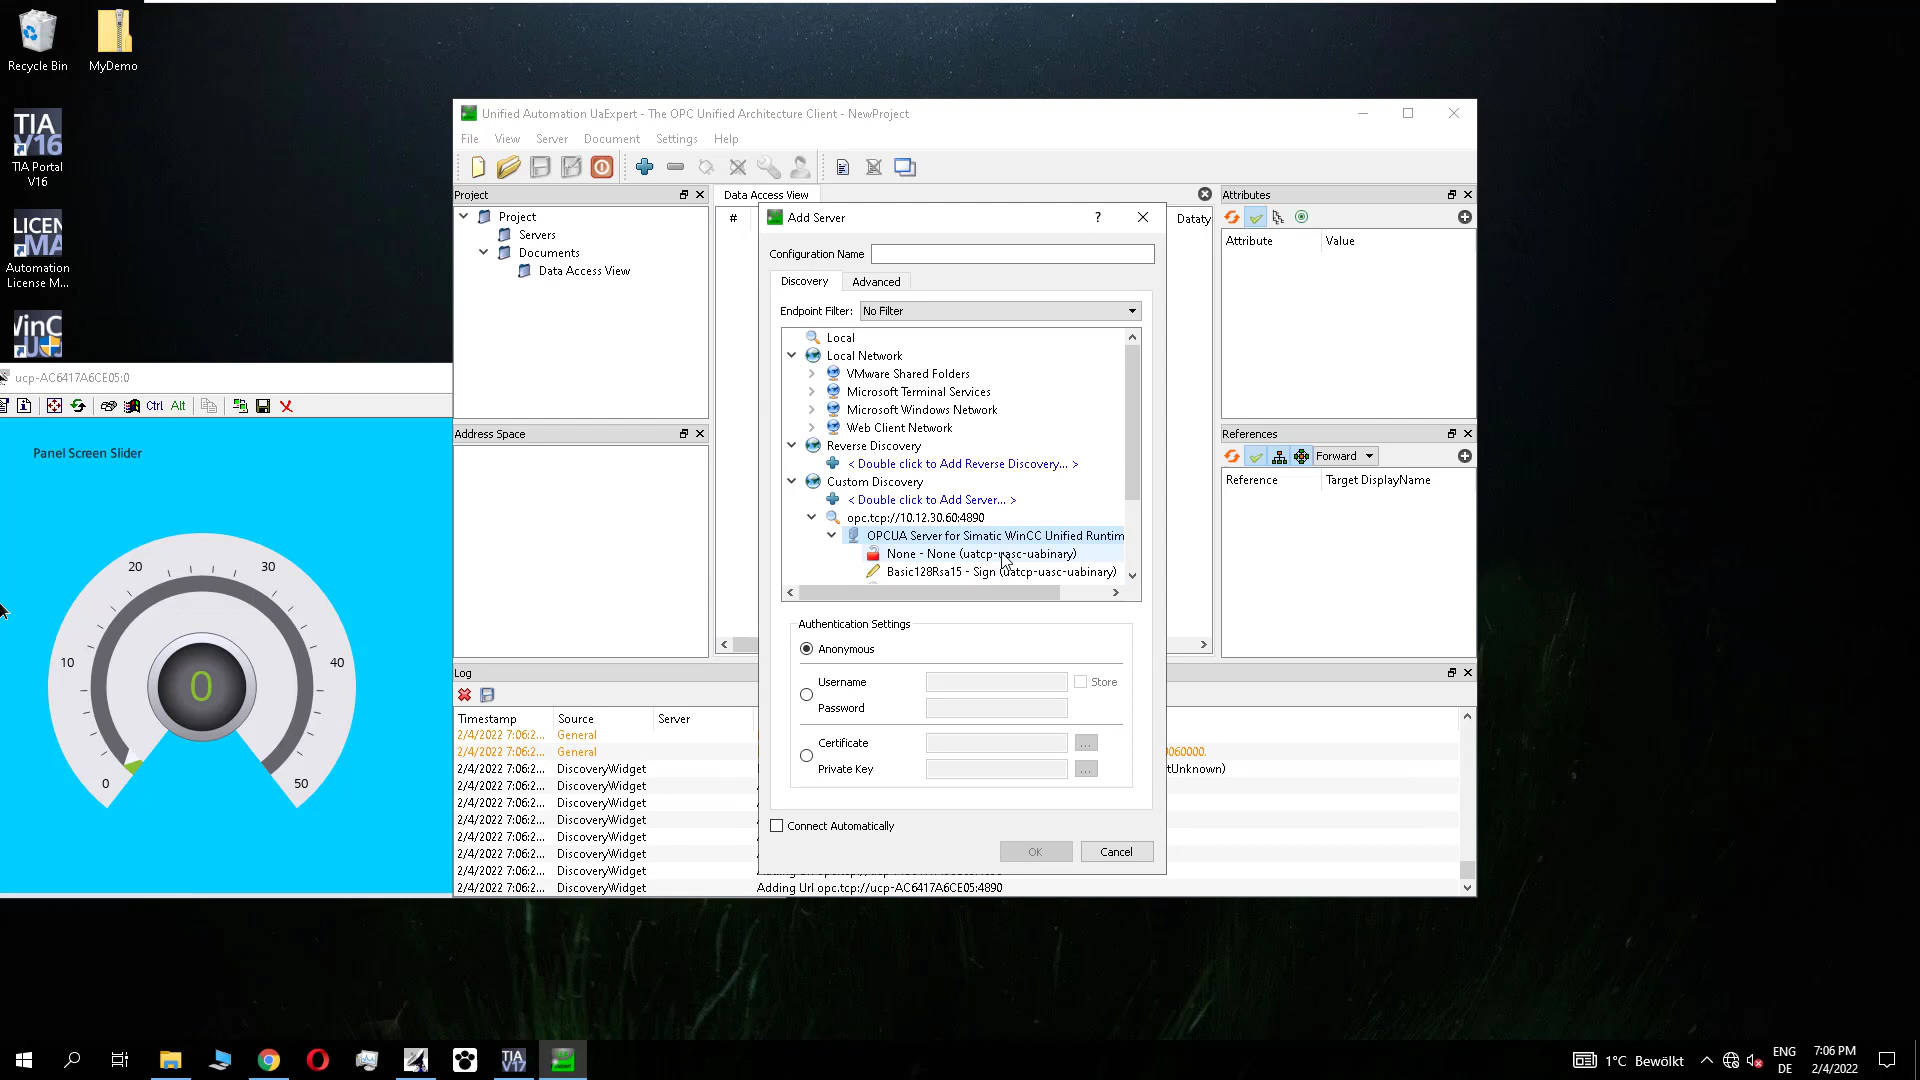 Recycle Bin
MyDemo
TIA Portal
V16
Automation
License M...
ucp-AC6417A6CE05:0
Ctrl Alt
Panel Screen Slider
0
10
20
30
40
50
0
Unified Automation UaExpert - The OPC Unified Architecture Client - NewProject
File View Server Document Settings Help
Project
Project
Servers
Documents
Data Access View
Address Space
Data Access View
#
Dataty
Attributes
Attribute Value
References
Forward
Reference Target DisplayName
Add Server
?
Configuration Name
Discovery Advanced
Endpoint Filter: No Filter
Local
Local Network
VMware Shared Folders
Microsoft Terminal Services
Microsoft Windows Network
Web Client Network
Reverse Discovery
< Double click to Add Reverse Discovery... >
Custom Discovery
< Double click to Add Server... >
opc.tcp://10.12.30.60:4890
OPCUA Server for Simatic WinCC Unified Runtim
None - None (uatcp-uasc-uabinary)
Basic128Rsa15 - Sign (uatcp-uasc-uabinary)
Authentication Settings
Anonymous
Username
Store
Password
Certificate
...
Private Key
...
Connect Automatically
OK Cancel
Log
Timestamp Source Server
2/4/2022 7:06:2... General
2/4/2022 7:06:2... General 0060000.
2/4/2022 7:06:2... DiscoveryWidget tUnknown)
2/4/2022 7:06:2... DiscoveryWidget
2/4/2022 7:06:2... DiscoveryWidget
2/4/2022 7:06:2... DiscoveryWidget
2/4/2022 7:06:2... DiscoveryWidget
2/4/2022 7:06:2... DiscoveryWidget
2/4/2022 7:06:2... DiscoveryWidget
2/4/2022 7:06:2... DiscoveryWidget Adding Url opc.tcp://ucp-AC6417A6CE05:4890
TIA
V17
1°C Bewölkt
ENG
DE
7:06 PM
2/4/2022